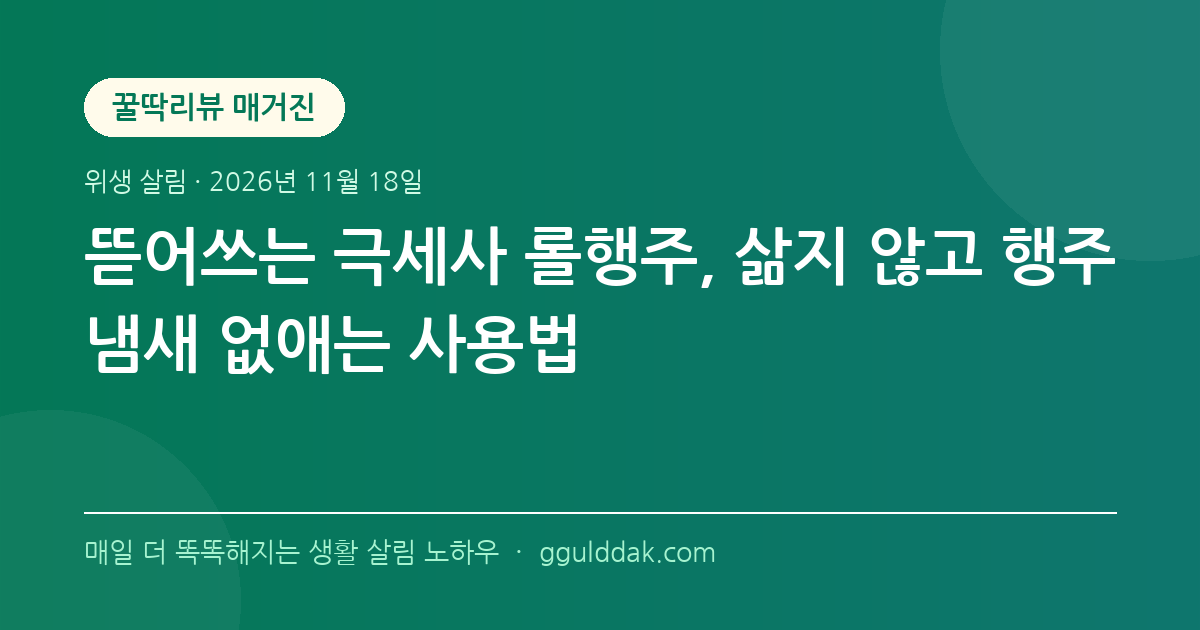 꿀딱리뷰 매거진
위생 살림 · 2026년 11월 18일
뜯어쓰는 극세사 롤행주, 삶지 않고 행주
냄새 없애는 사용법
매일 더 똑똑해지는 생활 살림 노하우 · ggulddak.com